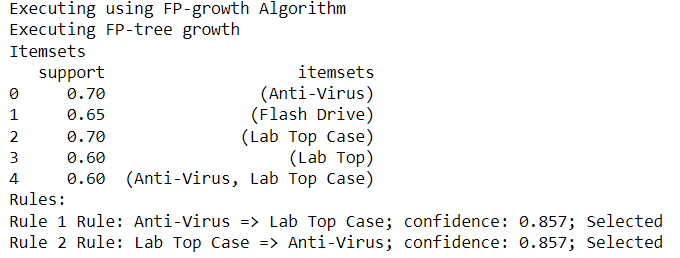 Executing using FP-growth Algorithm
Executing FP-tree growth
Itemsets
support itemsets
0 0.70 (Anti-Virus)
1 0.65 (Flash Drive)
2 0.70 (Lab Top Case)
3 0.60 (Lab Top)
4 0.60 (Anti-Virus, Lab Top Case)
Rules:
Rule 1 Rule: Anti-Virus => Lab Top Case; confidence: 0.857; Selected
Rule 2 Rule: Lab Top Case => Anti-Virus; confidence: 0.857; Selected